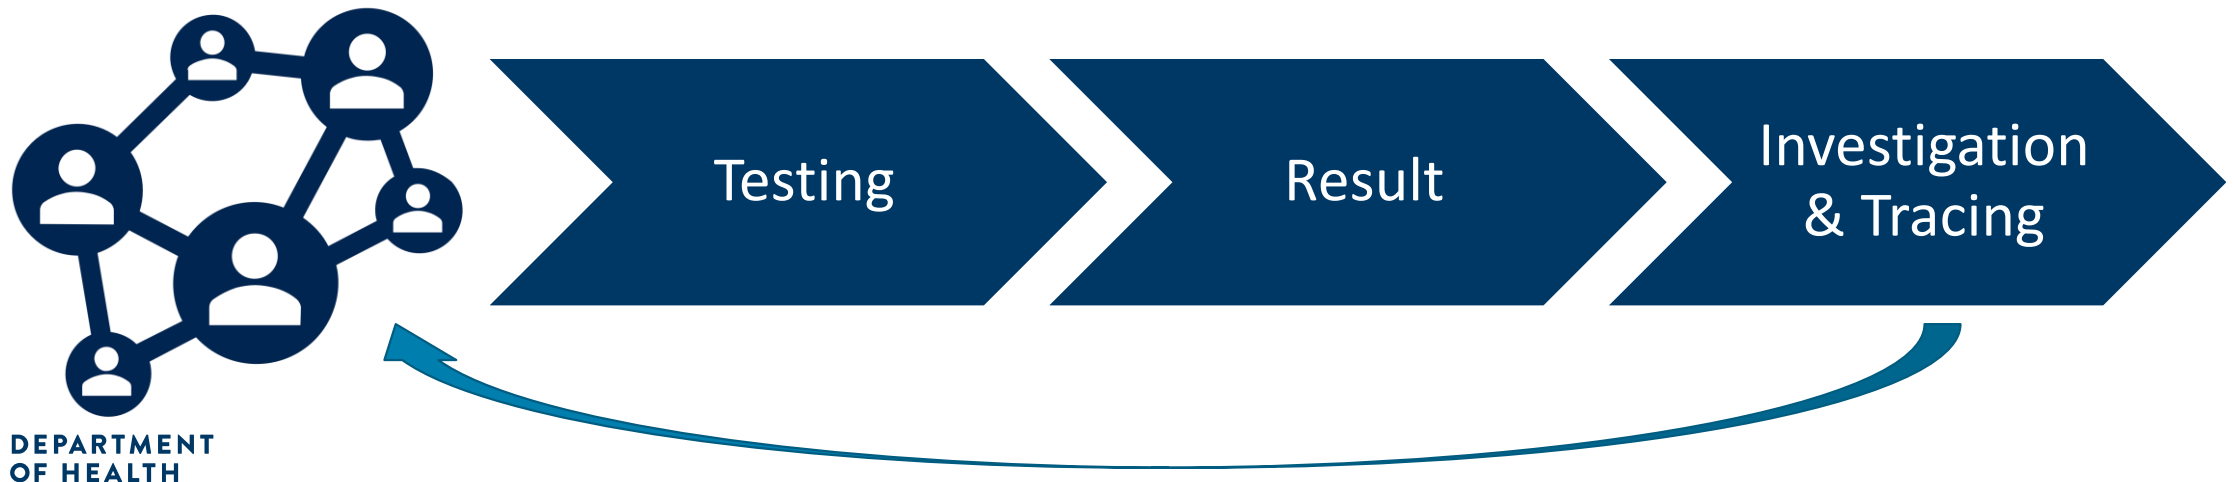 Testing
Result
Investigation
& Tracing
DEPARTMENT
OF HEALTH